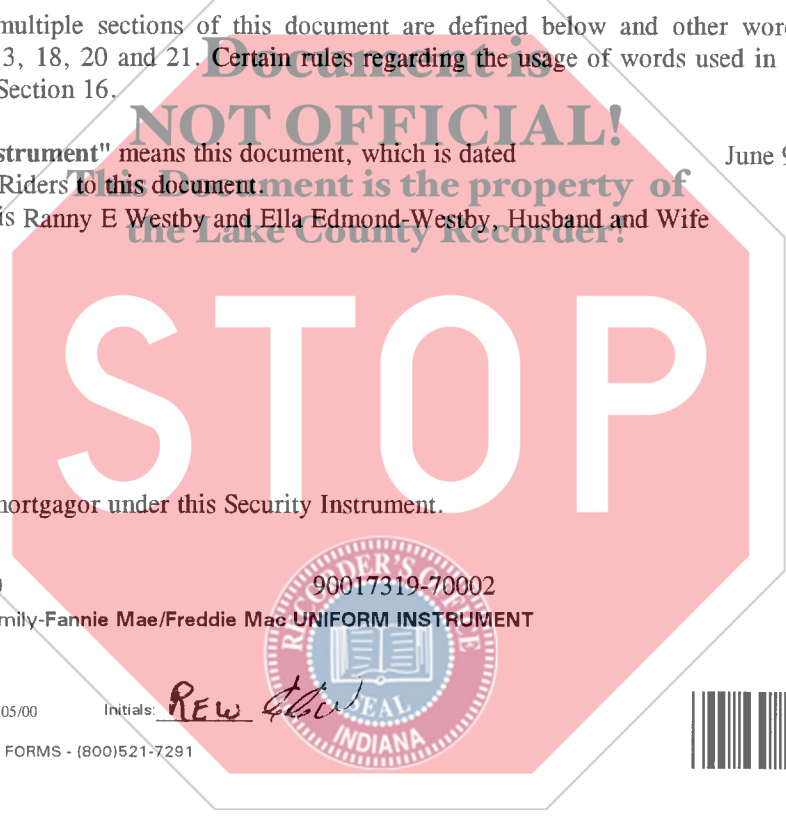 multiple sections of this document are defined below and other word
3, 18, 20 and 21. Certain rules regarding the usage of words used in
Document is
Section 16.
NOT OFFICIAL!
strument" means this document, which is dated June 9
Riders to this document.
This Document is the property of
is Ranny E Westby and Ella Edmond-Westby, Husband and Wife
the Lake County Recorder!
STOP
mortgagor under this Security Instrument.
90017319-70002
mily-Fannie Mae/Freddie Mac UNIFORM INSTRUMENT
RECORDER'S OFFICE
SEAL
INDIANA
05/00 Initials: REW
FORMS - (800)521-7291